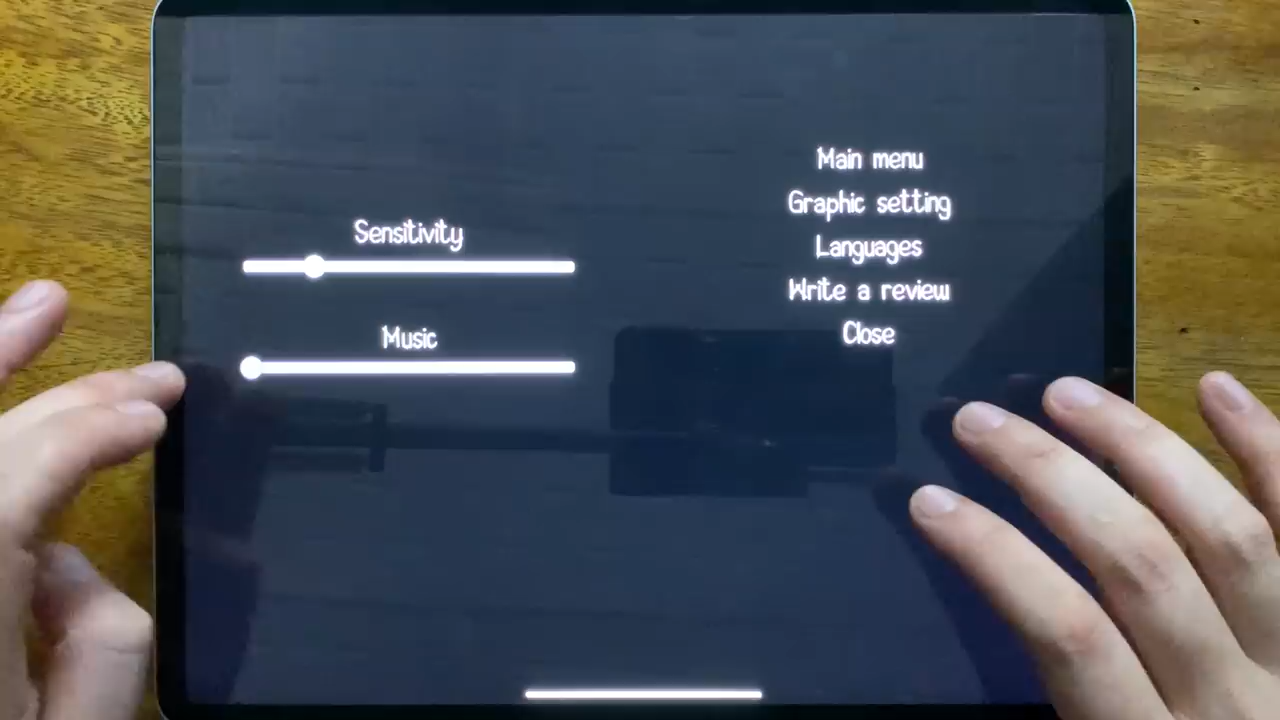 Sensitivity
Music
Main menu
Graphic setting
Languages
Write a review
Close